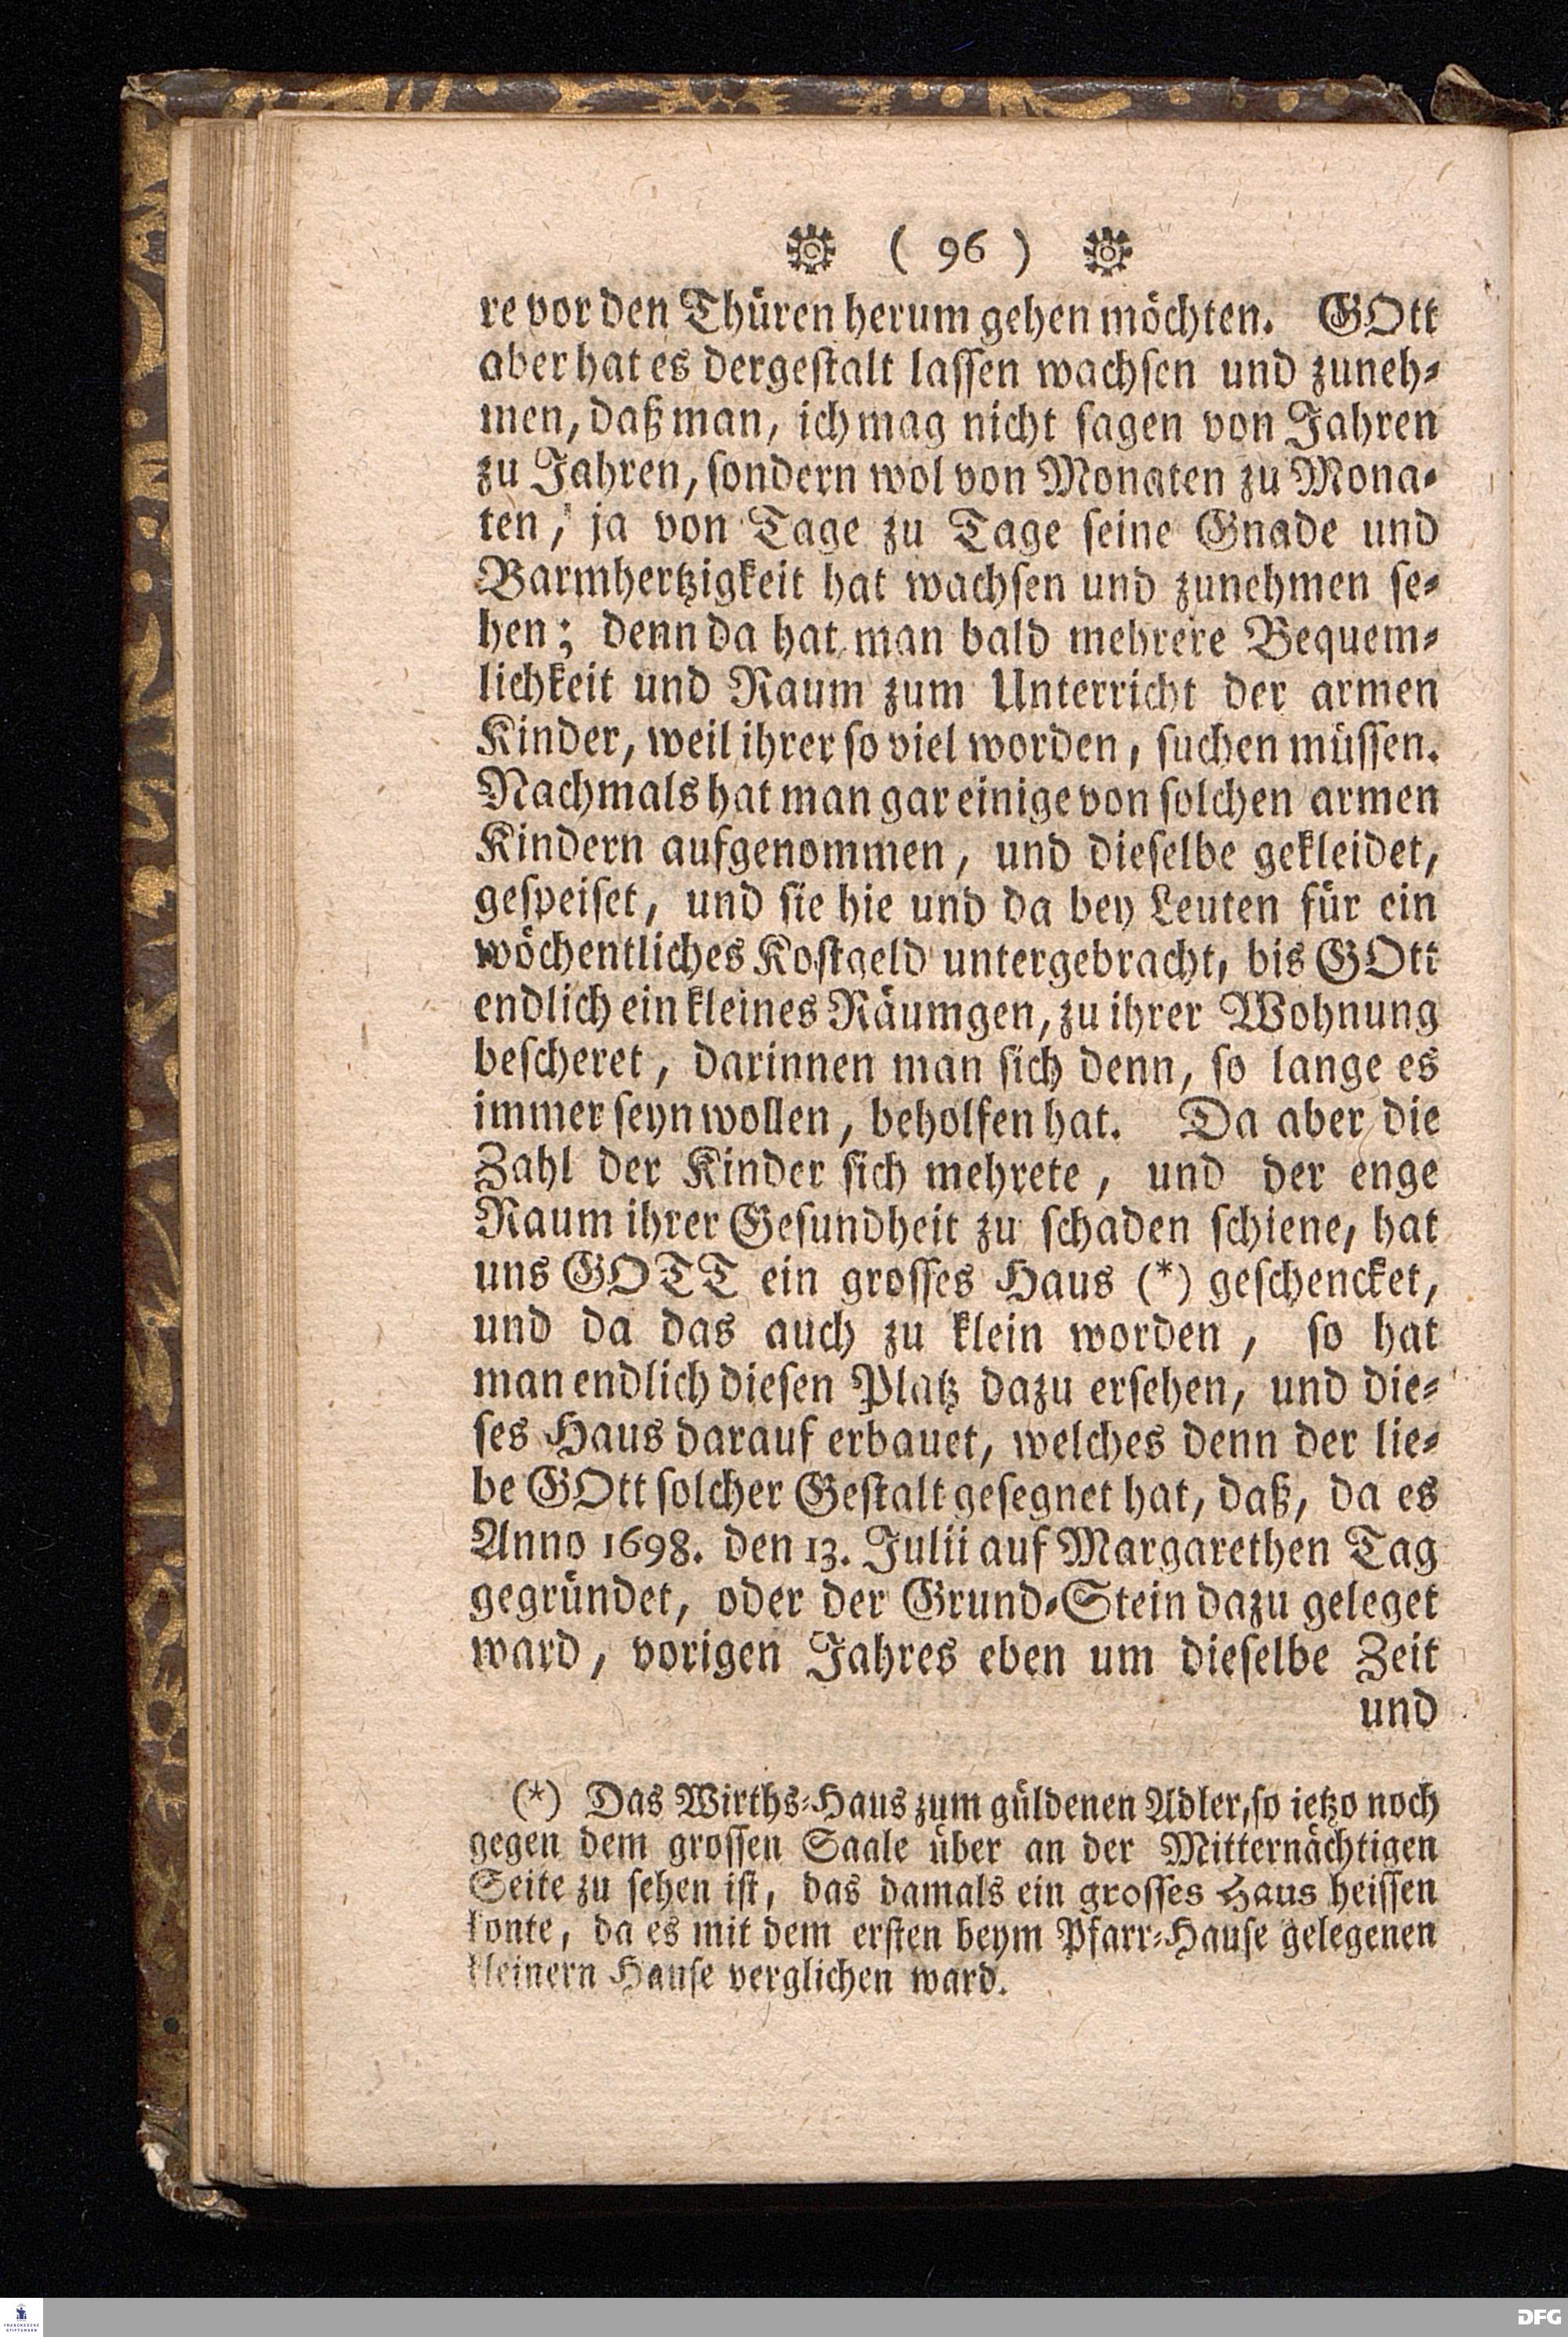 ( 96 )
re vor den Thüren herum gehen möchten. GOtt
aber hat es dergestalt lassen wachsen und zuneh-
men, daß man, ich mag nicht sagen von Jahren
zu Jahren, sondern wol von Monaten zu Mona-
ten, ja von Tage zu Tage seine Gnade und
Barmhertzigkeit hat wachsen und zunehmen se-
hen; denn da hat man bald mehrere Bequem-
lichkeit und Raum zum Unterricht der armen
Kinder, weil ihrer so viel worden, suchen müssen.
Nachmals hat man gar einige von solchen armen
Kindern aufgenommen, und dieselbe gekleidet,
gespeiset, und sie hie und da bey Leuten für ein
wöchentliches Kostgeld untergebracht, bis GOtt
endlich ein kleines Räumgen, zu ihrer Wohnung
bescheret, darinnen man sich denn, so lange es
immer seyn wollen, beholfen hat. Da aber die
Zahl der Kinder sich mehrete, und der enge
Raum ihrer Gesundheit zu schaden schiene, hat
uns GOTT ein grosses Haus (*) geschencket,
und da das auch zu klein worden, so hat
man endlich diesen Platz dazu ersehen, und die-
ses Haus darauf erbauet, welches denn der lie-
be GOtt solcher Gestalt gesegnet hat, daß, da es
Anno 1698. den 13. Julii auf Margarethen Tag
gegründet, oder der Grund-Stein dazu geleget
ward, vorigen Jahres eben um dieselbe Zeit
und
(*) Das Wirths-Haus zum güldenen Adler, so ietzo noch
gegen dem grossen Saale über an der Mitternächtigen
Seite zu sehen ist, das damals ein grosses Haus heissen
konte, da es mit dem ersten beym Pfarr-Hause gelegenen
kleinern Hause verglichen ward.
FRANCKESCHE
STIFTUNGEN
DFG